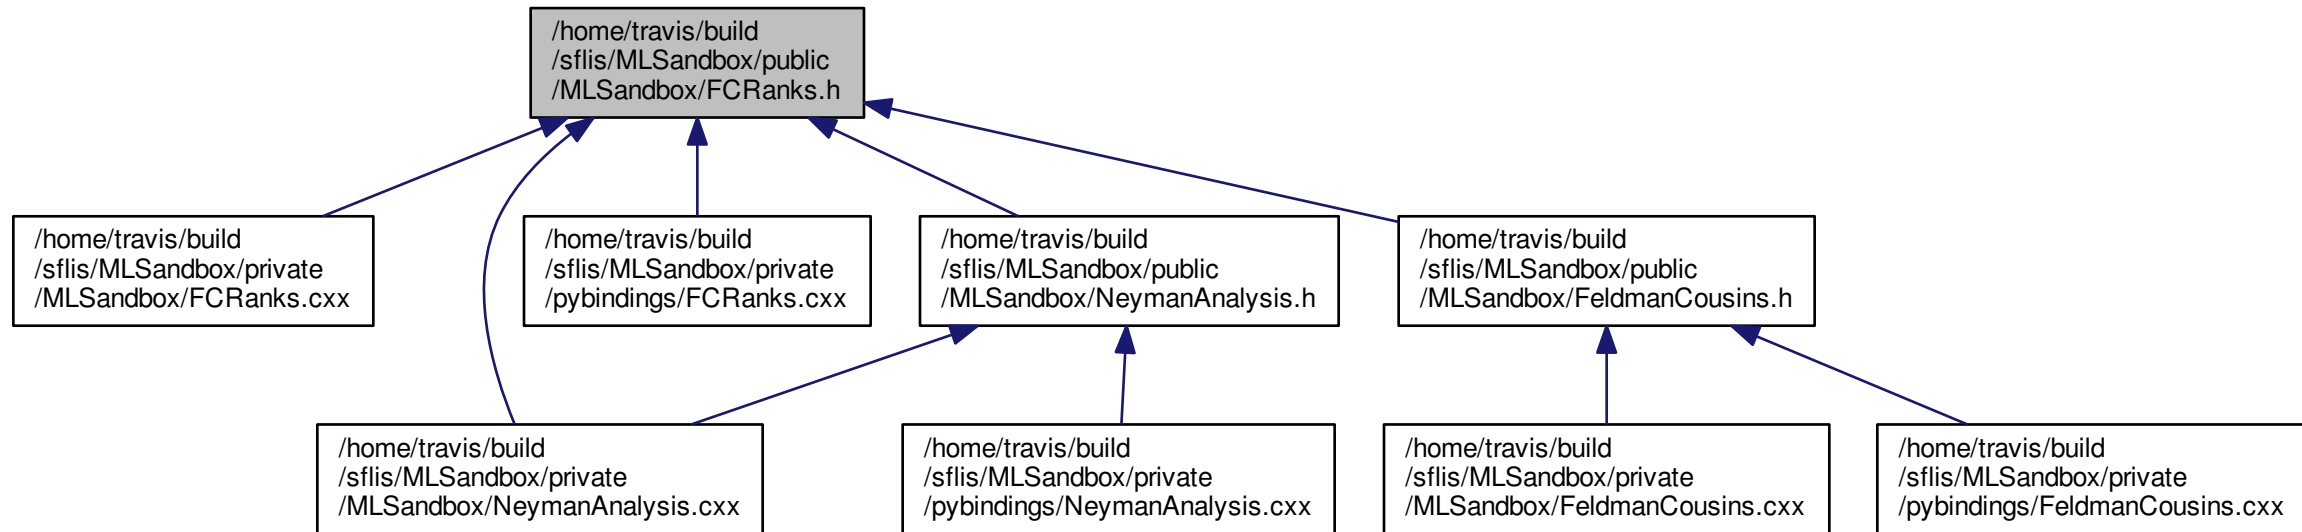 /home/travis/build
/sflis/MLSandbox/public
/MLSandbox/FCRanks.h
/home/travis/build
/sflis/MLSandbox/private
/MLSandbox/FCRanks.cxx
/home/travis/build
/sflis/MLSandbox/private
/pybindings/FCRanks.cxx
/home/travis/build
/sflis/MLSandbox/public
/MLSandbox/NeymanAnalysis.h
/home/travis/build
/sflis/MLSandbox/public
/MLSandbox/FeldmanCousins.h
/home/travis/build
/sflis/MLSandbox/private
/MLSandbox/NeymanAnalysis.cxx
/home/travis/build
/sflis/MLSandbox/private
/pybindings/NeymanAnalysis.cxx
/home/travis/build
/sflis/MLSandbox/private
/MLSandbox/FeldmanCousins.cxx
/home/travis/build
/sflis/MLSandbox/private
/pybindings/FeldmanCousins.cxx